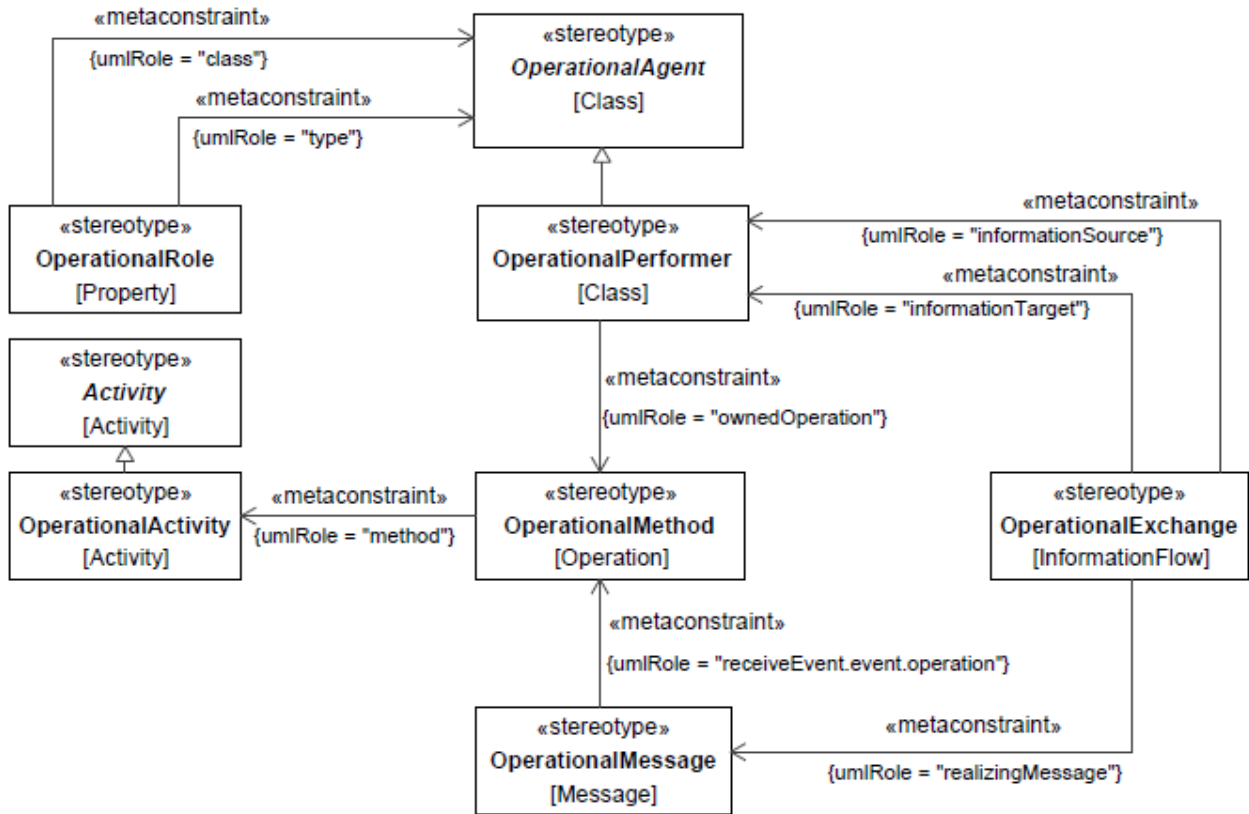 «metaconstraint»
{umlRole = "class"}
«metaconstraint»
{umlRole = "type"}
«stereotype»
OperationalAgent
[Class]
«stereotype»
OperationalRole
[Property]
«stereotype»
OperationalPerformer
[Class]
«metaconstraint»
{umlRole = "informationSource"}
«metaconstraint»
{umlRole = "informationTarget"}
«stereotype»
Activity
[Activity]
«metaconstraint»
{umlRole = "ownedOperation"}
«stereotype»
OperationalActivity
[Activity]
«metaconstraint»
{umlRole = "method"}
«stereotype»
OperationalMethod
[Operation]
«stereotype»
OperationalExchange
[InformationFlow]
«metaconstraint»
{umlRole = "receiveEvent.event.operation"}
«stereotype»
OperationalMessage
[Message]
«metaconstraint»
{umlRole = "realizingMessage"}